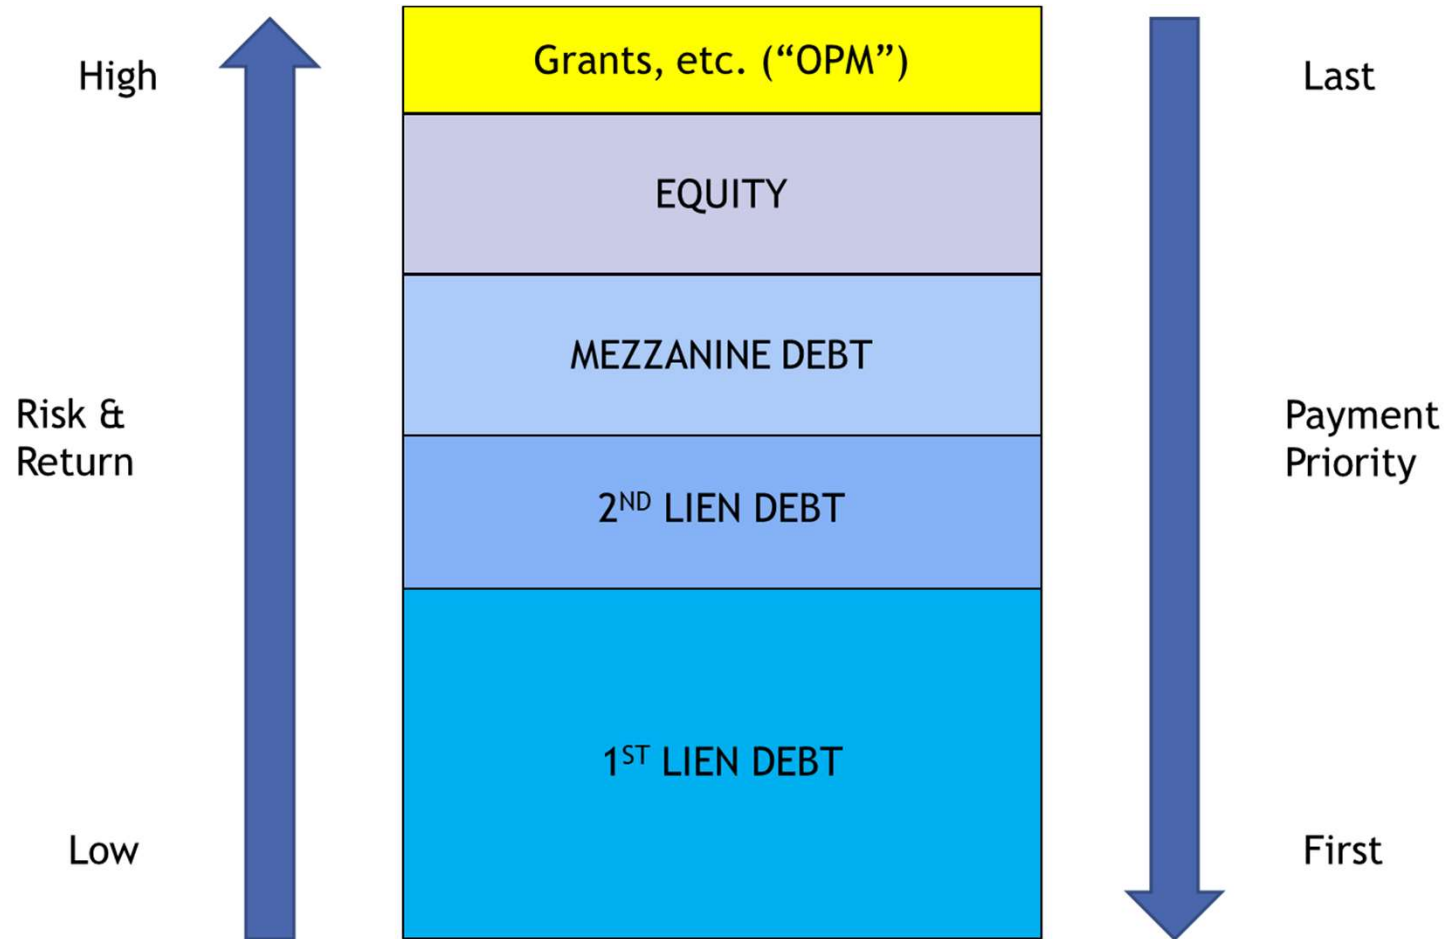 High
Risk &
Return
Low
Grants, etc. (“OPM”)
EQUITY
MEZZANINE DEBT
2ND LIEN DEBT
1ST LIEN DEBT
Last
Payment
Priority
First